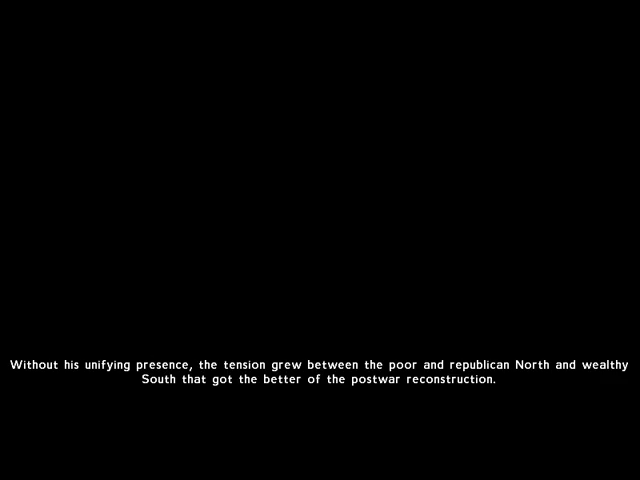 Without his unifying presence, the tension grew between the poor and republican North and wealthy
South that got the better of the postwar reconstruction.